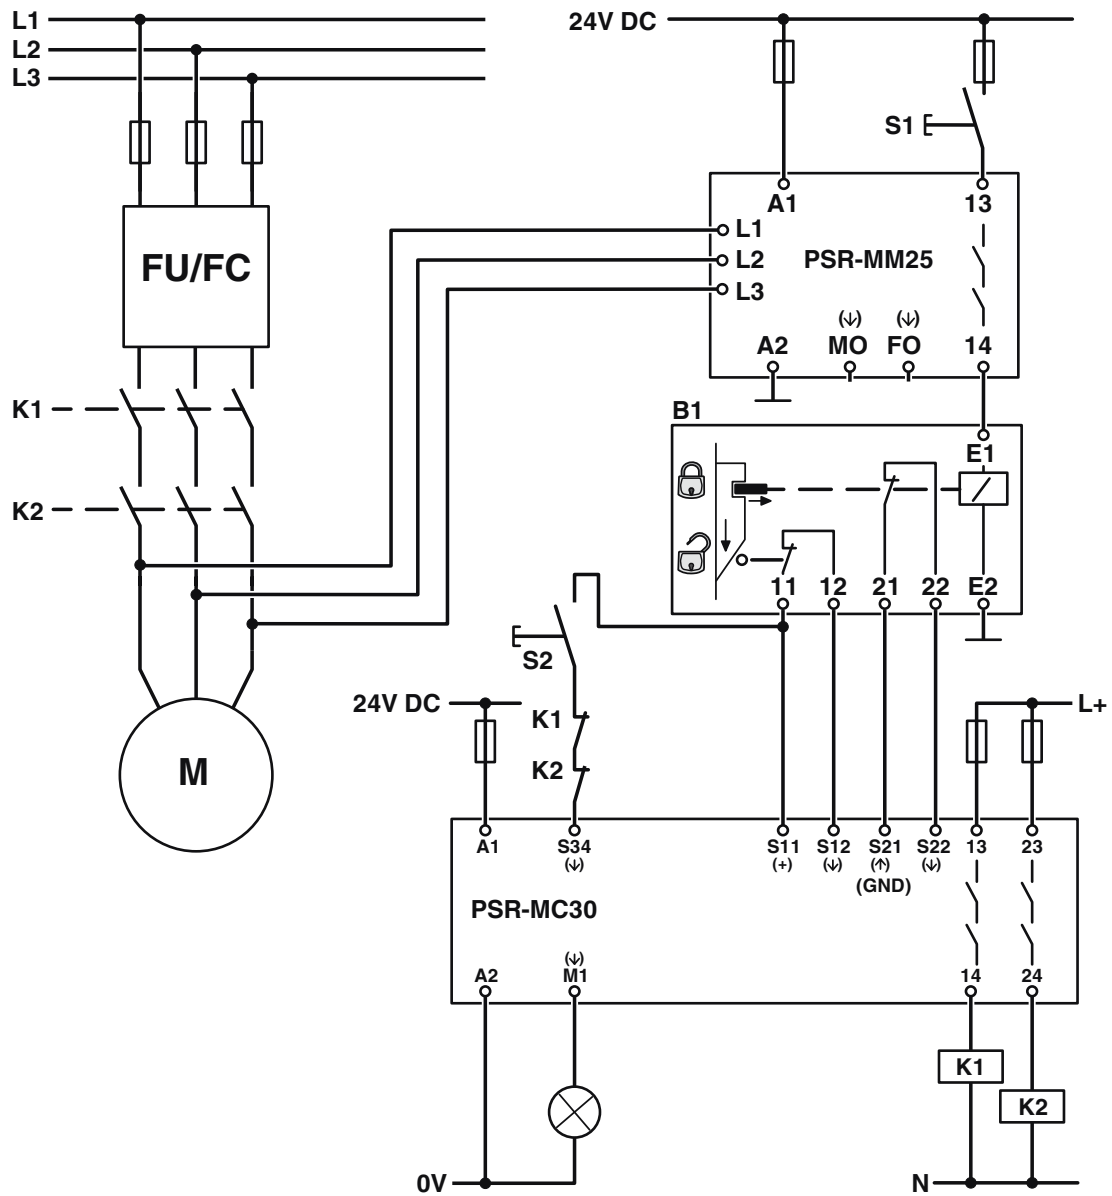 L1
L2
L3
24V DC
S1
A1
13
FU/FC
L1
L2
L3
PSR-MM25
(↓)
(↓)
A2
MO
FO
14
K1
K2
B1
E1
11
12
21
22
E2
S2
M
24V DC
K1
K2
L+
A1
S34
S11
S12
S21
S22
13
23
(↓)
(+)
(↓)
(↑)
(↓)
(GND)
PSR-MC30
(↓)
A2
M1
14
24
K1
K2
0V
N